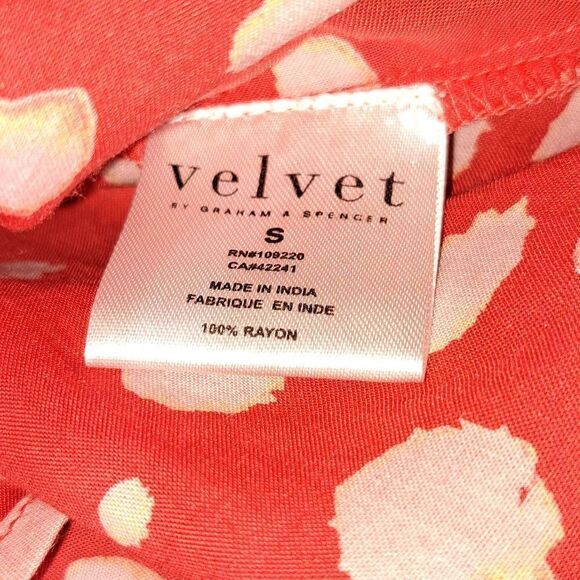 velvet
BY GRAHAM & SPENCER
S
RN#109220
CA#42241
MADE IN INDIA
FABRIQUE EN INDE
100% RAYON